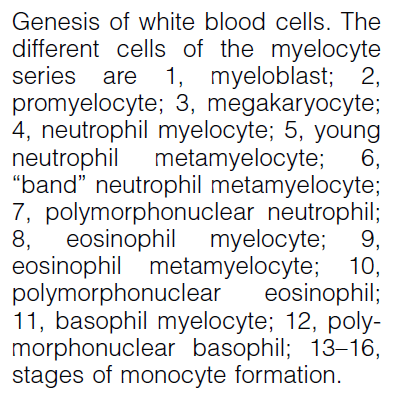 Genesis of white blood cells. The
different cells of the myelocyte
series are 1, myeloblast; 2,
promyelocyte; 3, megakaryocyte;
4, neutrophil myelocyte; 5, young
neutrophil metamyelocyte; 6,
“band” neutrophil metamyelocyte;
7, polymorphonuclear neutrophil;
8, eosinophil myelocyte; 9,
eosinophil metamyelocyte; 10,
polymorphonuclear eosinophil;
11, basophil myelocyte; 12, poly-
morphonuclear basophil; 13–16,
stages of monocyte formation.